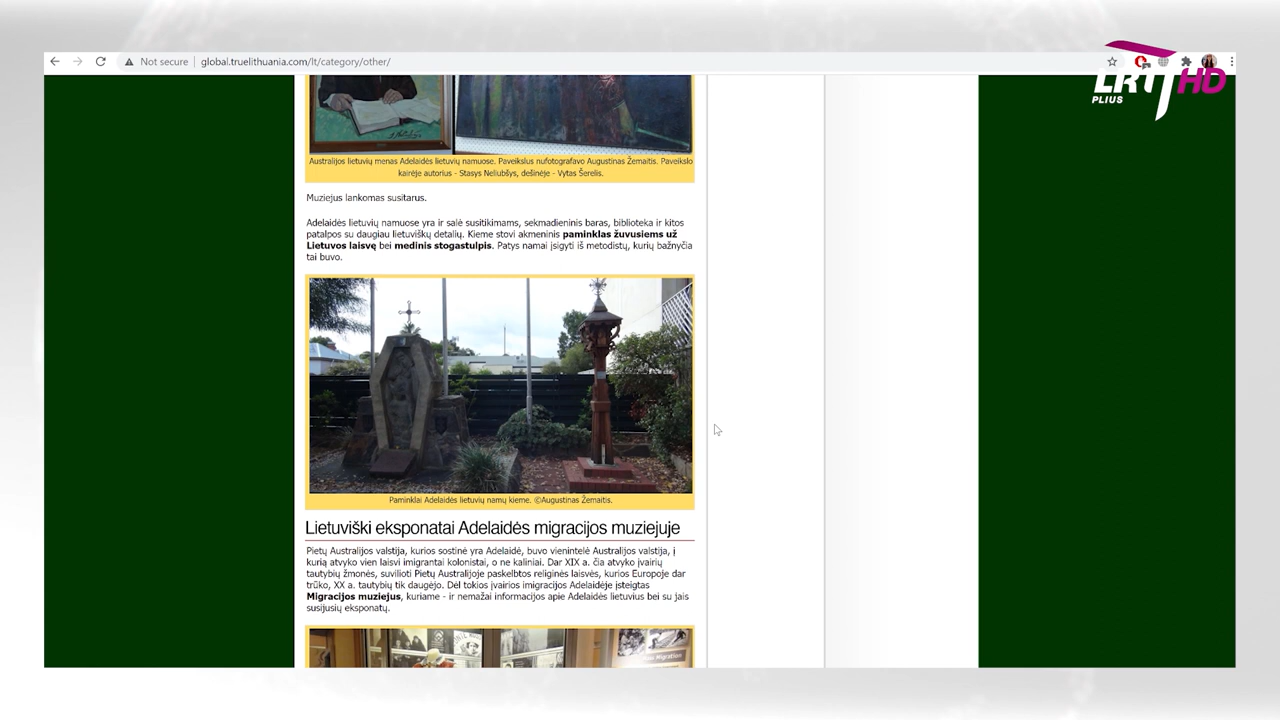 Not secure
global.truelithuania.com/lt/category/other/
LRT HD
PLIUS
Australijos lietuvių menas Adelaidės lietuvių namuose. Paveikslus nufotografavo Augustinas Žemaitis. Paveikslo
kairėje autorius - Stasys Neliubšys, dešinėje - Vytas Šerelis.
Muziejus lankomas susitarus.
Adelaidės lietuvių namuose yra ir salė susitikimams, sekmadieninis baras, biblioteka ir kitos
patalpos su daugiau lietuviškų detalių. Kieme stovi akmeninis paminklas žuvusiems už
Lietuvos laisvę bei medinis stogastulpis. Patys namai įsigyti iš metodistų, kurių bažnyčia
tai buvo.
Paminklai Adelaidės lietuvių namų kieme. ©Augustinas Žemaitis.
Lietuviški eksponatai Adelaidės migracijos muziejuje
Pietų Australijos valstija, kurios sostinė yra Adelaidė, buvo vienintelė Australijos valstija, į
kurią atvyko vien laisvi imigrantai kolonistai, o ne kaliniai. Dar XIX a. čia atvyko įvairių
tautybių žmonės, suvilioti Pietų Australijoje paskelbtos religinės laisvės, kurios Europoje dar
trūko, XX a. tautybių tik daugėjo. Dėl tokios įvairios imigracijos Adelaidėje įsteigtas
Migracijos muziejus, kuriame - ir nemažai informacijos apie Adelaidės lietuvius bei su jais
susijusių eksponatų.
Migration